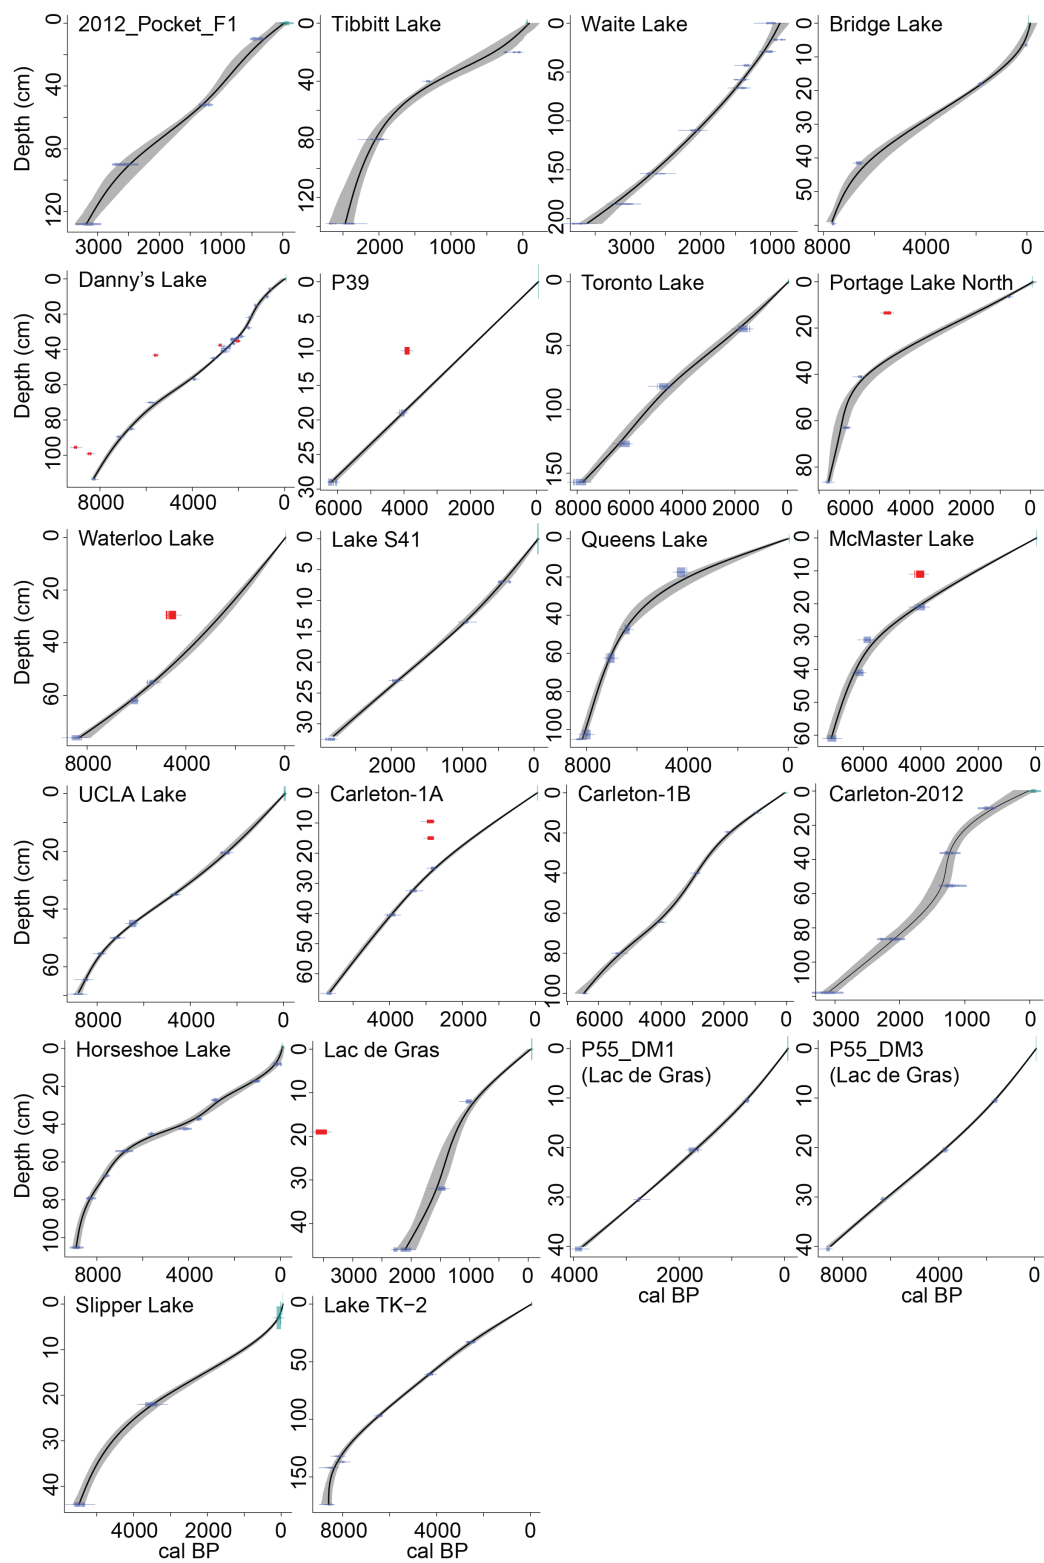 2012_Pocket_F1
Depth (cm)
0
40
80
120
3000 2000 1000 0
Tibbitt Lake
0
40
80
120
2000 1000 0
Waite Lake
0
50
100
150
200
3000 2000 1000
Bridge Lake
0
10
20
30
40
50
8000 4000 0
Danny’s Lake
Depth (cm)
0
20
40
60
80
100
8000 4000 0
P39
0
5
10
15
20
25
30
6000 4000 2000 0
Toronto Lake
0
50
100
150
8000 6000 4000 2000 0
Portage Lake North
0
20
40
60
80
6000 4000 2000 0
Waterloo Lake
Depth (cm)
0
20
40
60
8000 4000 0
Lake S41
0
5
10
15
20
25
30
2000 1000 0
Queens Lake
0
20
40
60
80
100
8000 6000 4000 2000 0
McMaster Lake
0
10
20
30
40
50
60
6000 4000 2000 0
UCLA Lake
Depth (cm)
0
20
40
60
8000 4000 0
Carleton-1A
0
10
20
30
40
50
60
4000 2000 0
Carleton-1B
0
20
40
60
80
100
6000 4000 2000 0
Carleton-2012
0
20
40
60
80
100
3000 2000 1000 0
Horseshoe Lake
Depth (cm)
0
20
40
60
80
100
8000 4000 0
Lac de Gras
0
10
20
30
40
3000 2000 1000 0
P55_DM1
(Lac de Gras)
0
10
20
30
40
4000 2000 0
cal BP
P55_DM3
(Lac de Gras)
0
10
20
30
40
8000 4000 0
cal BP
Slipper Lake
0
10
20
30
40
4000 2000 0
cal BP
Lake TK−2
0
50
100
150
8000 4000 0
cal BP